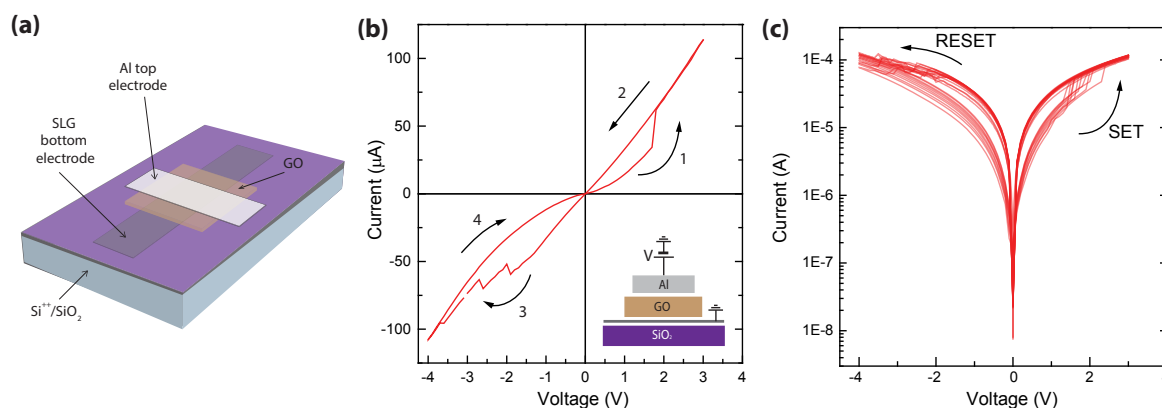 (a)
Al top
electrode
SLG
bottom
electrode
GO
Si⁺⁺/SiO₂
(b)
Current (µA)
100
50
0
-50
-100
-4 -3 -2 -1 0 1 2 3 4
Voltage (V)
1
2
3
4
V
Al
GO
SiO₂
(c)
Current (A)
1E-4
1E-5
1E-6
1E-7
1E-8
-4 0 4
Voltage (V)
RESET
SET